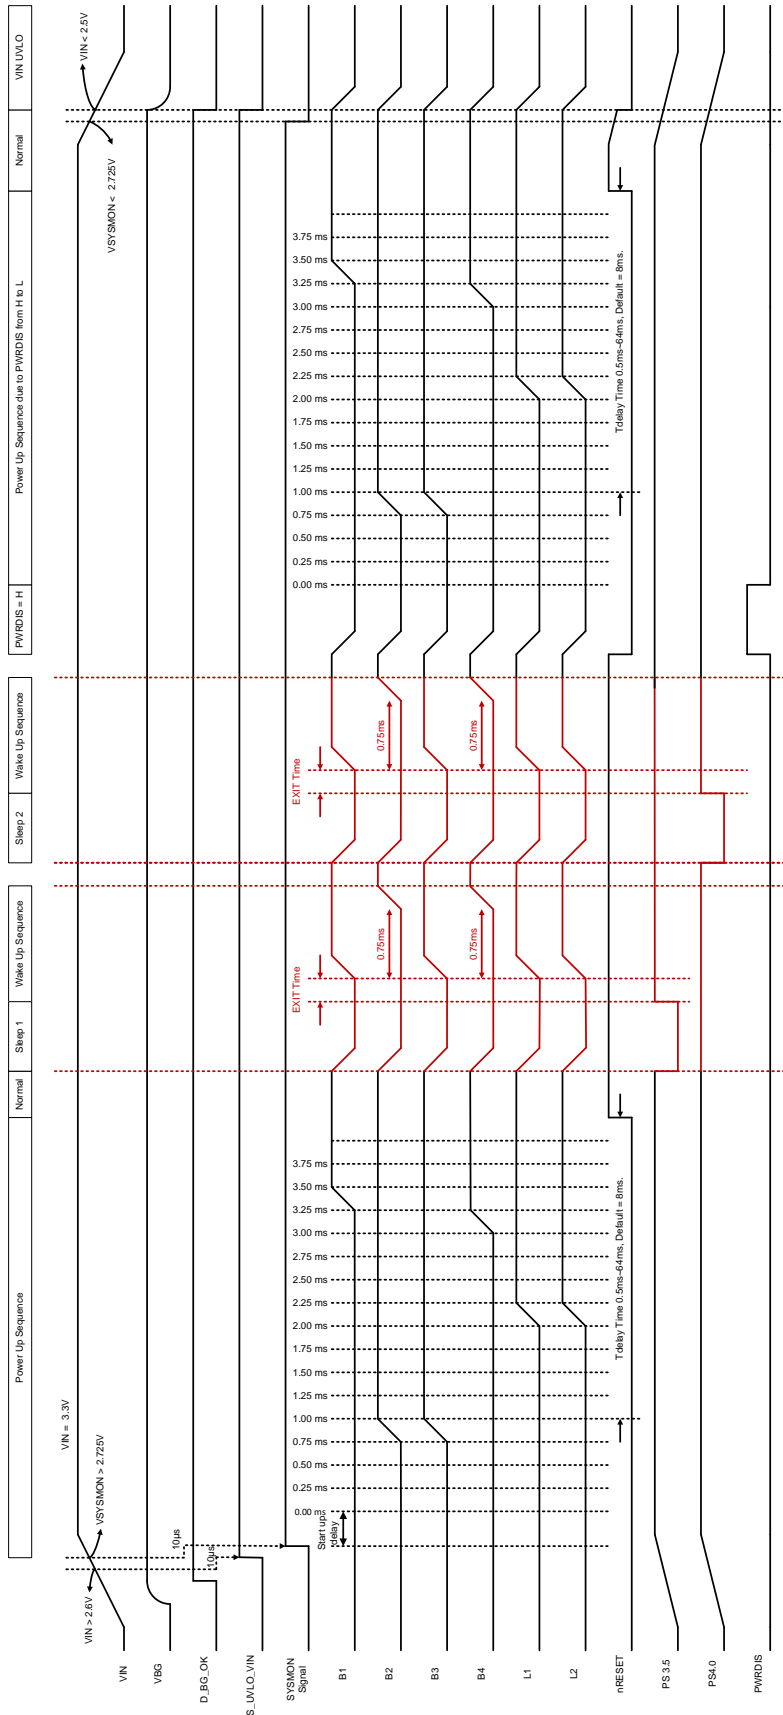 Power Up Sequence
Normal
Sleep 1
Wake Up Sequence
Sleep 2
Wake Up Sequence
PWRDIS = H
Power Up Sequence due to PWRDIS from H to L
Normal
VIN UVLO
VIN
VIN > 2.6V
VSYSMON > 2.725V
VIN = 3.3V
VSYSMON < 2.725V
VIN < 2.5V
VBG
D_BG_OK
S_UVLO_VIN
10µs
10µs
SYSMON
Signal
Start up
delay
0.00 ms
0.25 ms
0.50 ms
0.75 ms
1.00 ms
1.25 ms
1.50 ms
1.75 ms
2.00 ms
2.25 ms
2.50 ms
2.75 ms
3.00 ms
3.25 ms
3.50 ms
3.75 ms
EXIT Time
EXIT Time
0.00 ms
0.25 ms
0.50 ms
0.75 ms
1.00 ms
1.25 ms
1.50 ms
1.75 ms
2.00 ms
2.25 ms
2.50 ms
2.75 ms
3.00 ms
3.25 ms
3.50 ms
3.75 ms
B1
B2
0.75ms
0.75ms
B3
B4
0.75ms
0.75ms
L1
L2
nRESET
Tdelay Time 0.5ms~64ms, Default = 8ms.
Tdelay Time 0.5ms~64ms, Default = 8ms.
PS 3.5
PS4.0
PWRDIS